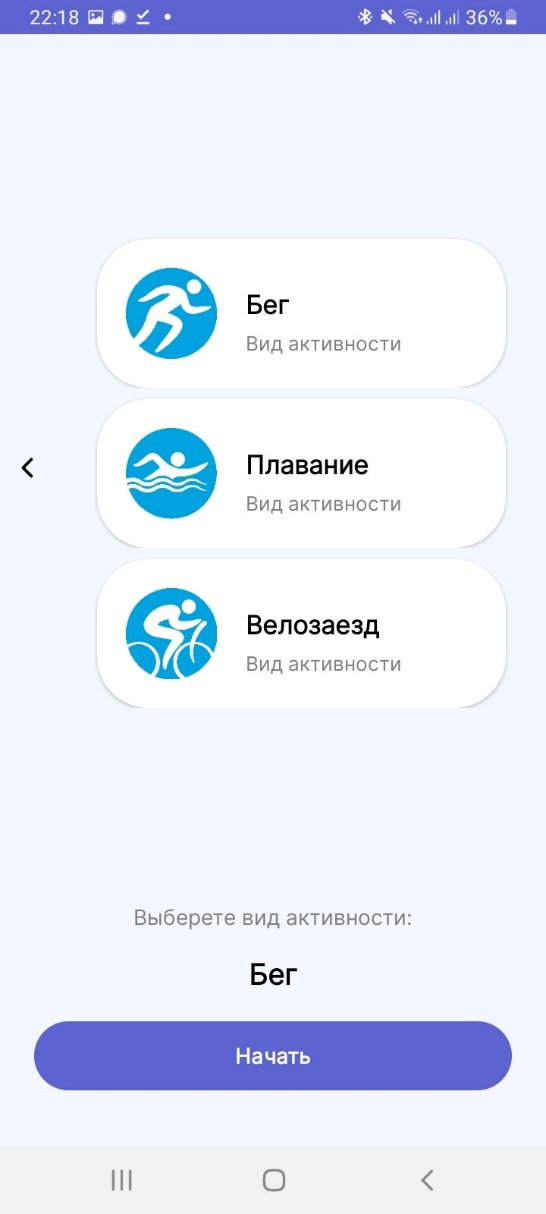 22:18 36%
Бег
Вид активности
Плавание
Вид активности
Велозаезд
Вид активности
Выберете вид активности:
Бег
Начать